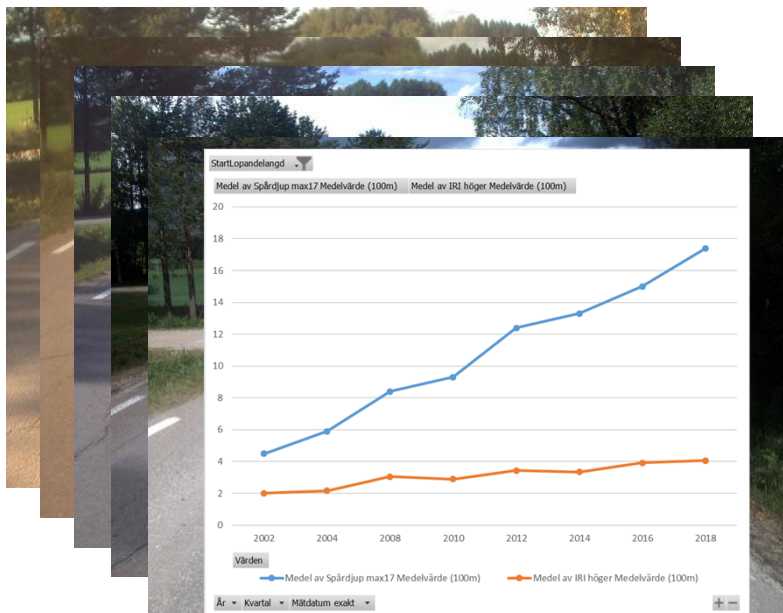 StartLopandelangd
Medel av Spårdjup max17 Medelvärde (100m) Medel av IRI höger Medelvärde (100m)
20
18
16
14
12
10
8
6
4
2
0
2002 2004 2008 2010 2012 2014 2016 2018
Värden
Medel av Spårdjup max17 Medelvärde (100m) Medel av IRI höger Medelvärde (100m)
År Kvartal Mätdatum exakt